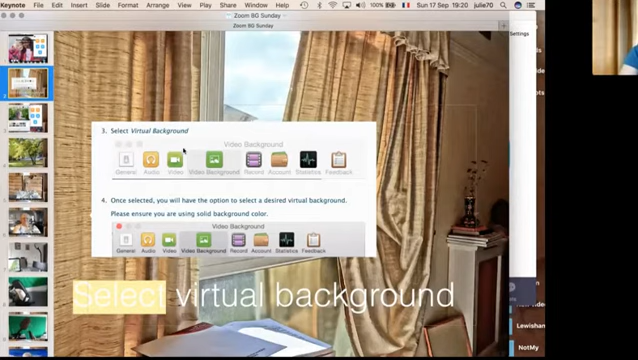 Keynote File Edit Insert Slide Format Arrange View Play Share Window Help 100% Sun 17 Sep 19:20 julie70
Zoom BG Sunday
Zoom BG Sunday
Settings
3. Select Virtual Background
Video Background
General Audio Video Video Background Record Account Statistics Feedback
4. Once selected, you will have the option to select a desired virtual background.
Please ensure you are using solid background color.
Video Background
General Audio Video Video Background Record Account Statistics Feedback
Select virtual background
Lewishan
NotMy